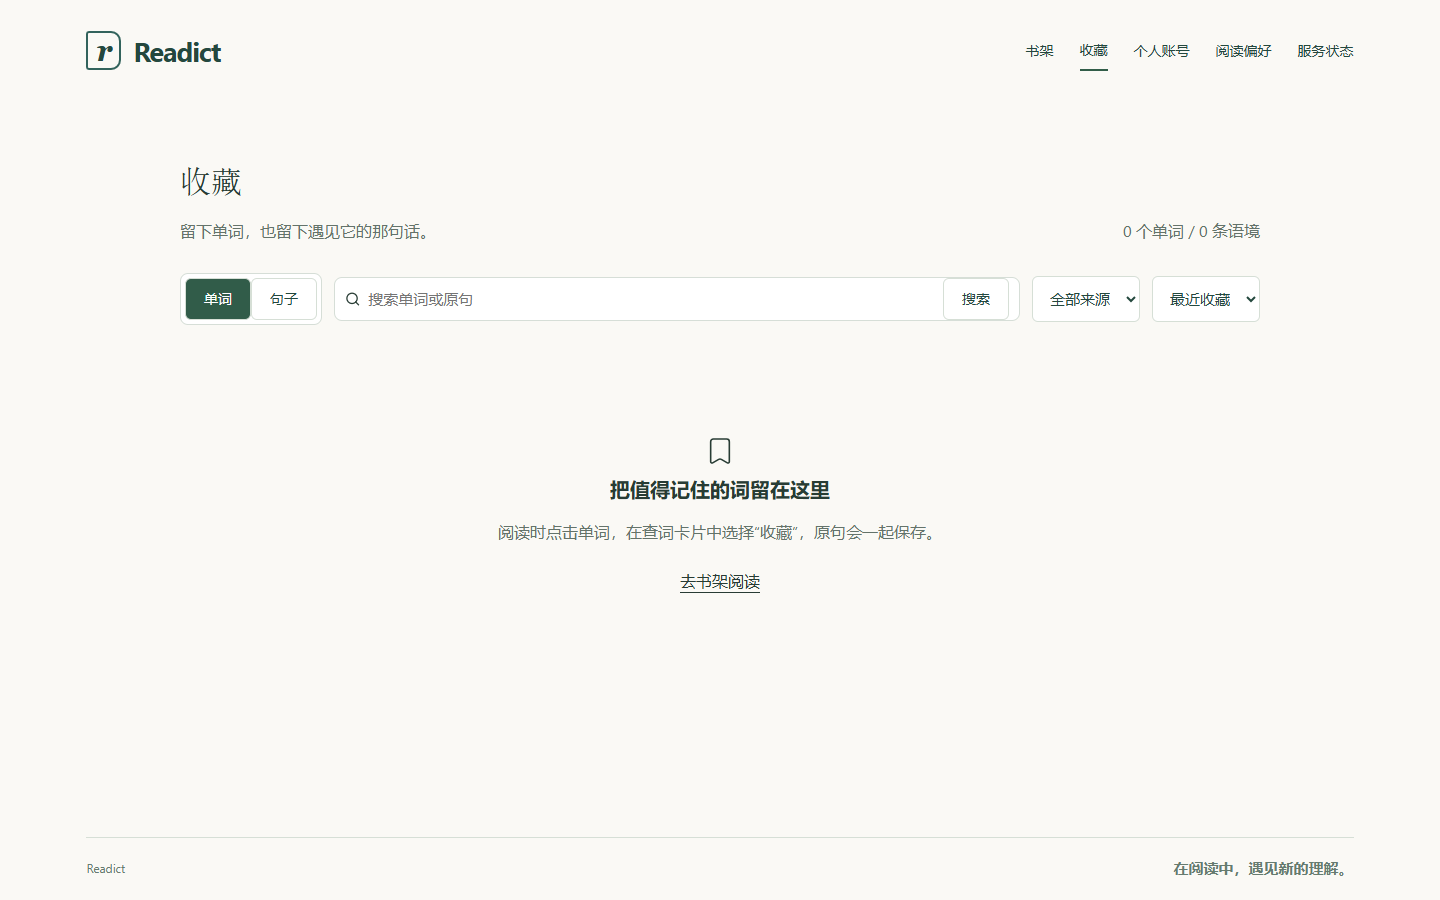 r Readict
书架 收藏 个人账号 阅读偏好 服务状态
收藏
留下单词，也留下遇见它的那句话。
0 个单词 / 0 条语境
单词 句子 搜索单词或原句 搜索 全部来源 最近收藏
把值得记住的词留在这里
阅读时点击单词，在查词卡片中选择“收藏”，原句会一起保存。
去书架阅读
Readict
在阅读中，遇见新的理解。